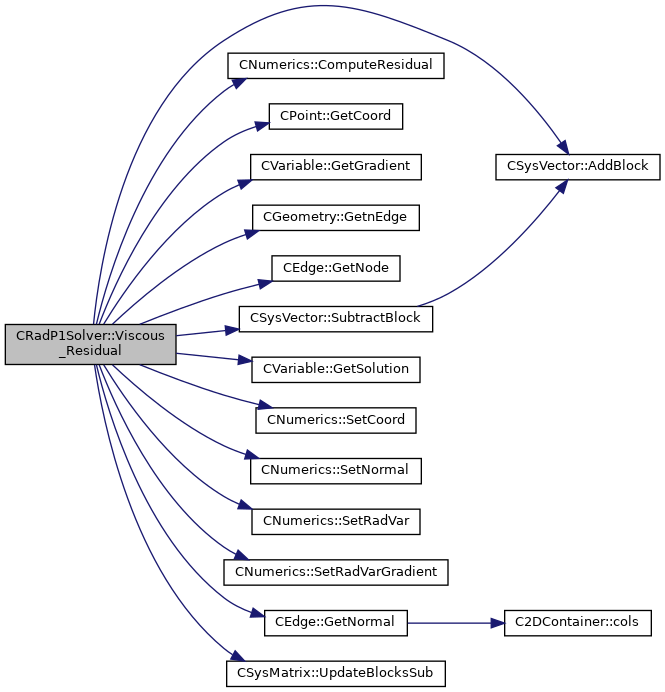 CRadP1Solver::Viscous
_Residual
CNumerics::ComputeResidual
CPoint::GetCoord
CVariable::GetGradient
CGeometry::GetnEdge
CEdge::GetNode
CSysVector::SubtractBlock
CVariable::GetSolution
CNumerics::SetCoord
CNumerics::SetNormal
CNumerics::SetRadVar
CNumerics::SetRadVarGradient
CEdge::GetNormal
CSysMatrix::UpdateBlocksSub
CSysVector::AddBlock
C2DContainer::cols